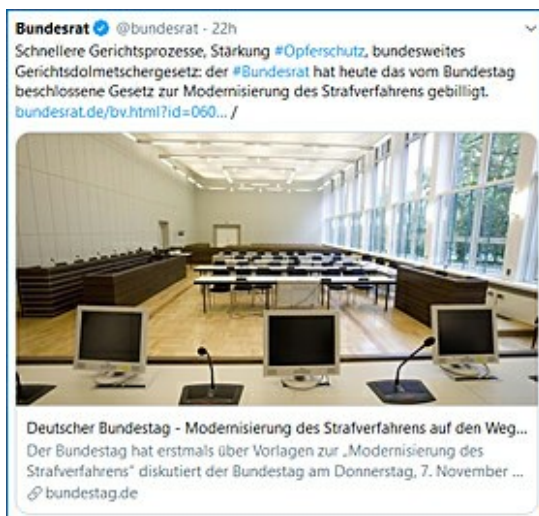 Bundesrat @bundesrat · 22h
Schnellere Gerichtsprozesse, Stärkung #Opferschutz, bundesweites
Gerichtsdolmetschergesetz: der #Bundesrat hat heute das vom Bundestag
beschlossene Gesetz zur Modernisierung des Strafverfahrens gebilligt.
bundesrat.de/bv.html?id=060... /
Deutscher Bundestag - Modernisierung des Strafverfahrens auf den Weg...
Der Bundestag hat erstmals über Vorlagen zur „Modernisierung des
Strafverfahrens" diskutiert der Bundestag am Donnerstag, 7. November ...
bundestag.de